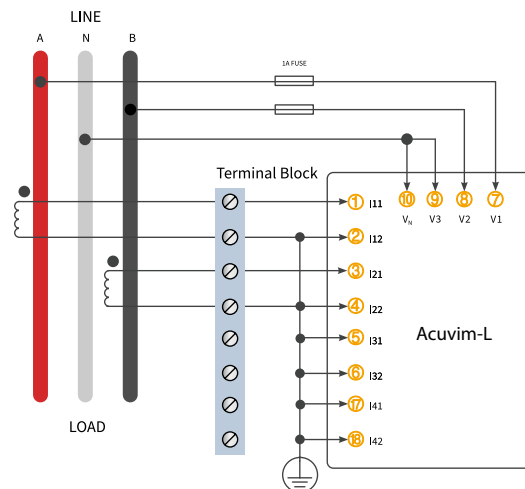 LINE
A
N
B
1A FUSE
Terminal Block
10
9
8
7
VN
V3
V2
V1
1
I11
2
I12
3
I21
4
I22
5
I31
6
I32
17
I41
18
I42
Acuvim-L
LOAD